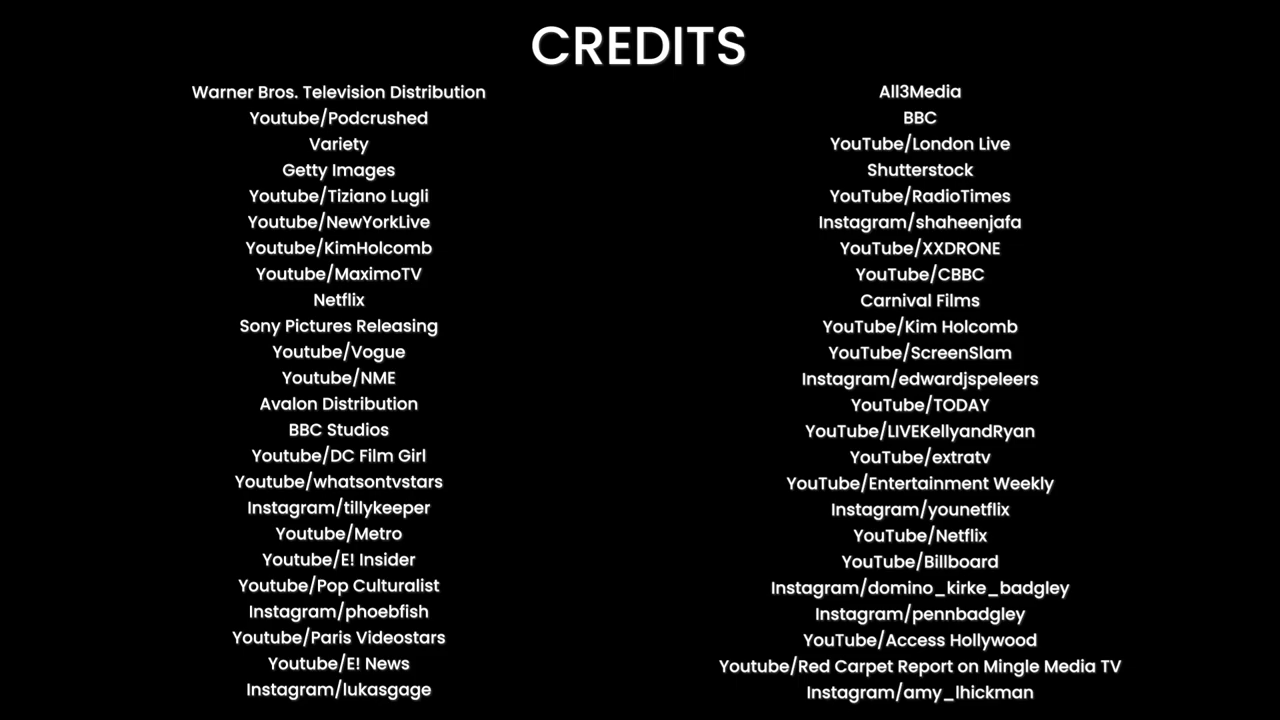 CREDITS
Warner Bros. Television Distribution
Youtube/Podcrushed
Variety
Getty Images
Youtube/Tiziano Lugli
Youtube/NewYorkLive
Youtube/KimHolcomb
Youtube/MaximoTV
Netflix
Sony Pictures Releasing
Youtube/Vogue
Youtube/NME
Avalon Distribution
BBC Studios
Youtube/DC Film Girl
Youtube/whatsontvstars
Instagram/tillykeeper
Youtube/Metro
Youtube/E! Insider
Youtube/Pop Culturalist
Instagram/phoebfish
Youtube/Paris Videostars
Youtube/E! News
Instagram/lukasgage
All3Media
BBC
YouTube/London Live
Shutterstock
YouTube/RadioTimes
Instagram/shaheenjafa
YouTube/XXDRONE
YouTube/CBBC
Carnival Films
YouTube/Kim Holcomb
YouTube/ScreenSlam
Instagram/edwardjspeleers
YouTube/TODAY
YouTube/LIVEKellyandRyan
YouTube/extratv
YouTube/Entertainment Weekly
Instagram/younetflix
YouTube/Netflix
YouTube/Billboard
Instagram/domino_kirke_badgley
Instagram/pennbadgley
YouTube/Access Hollywood
Youtube/Red Carpet Report on Mingle Media TV
Instagram/amy_lhickman